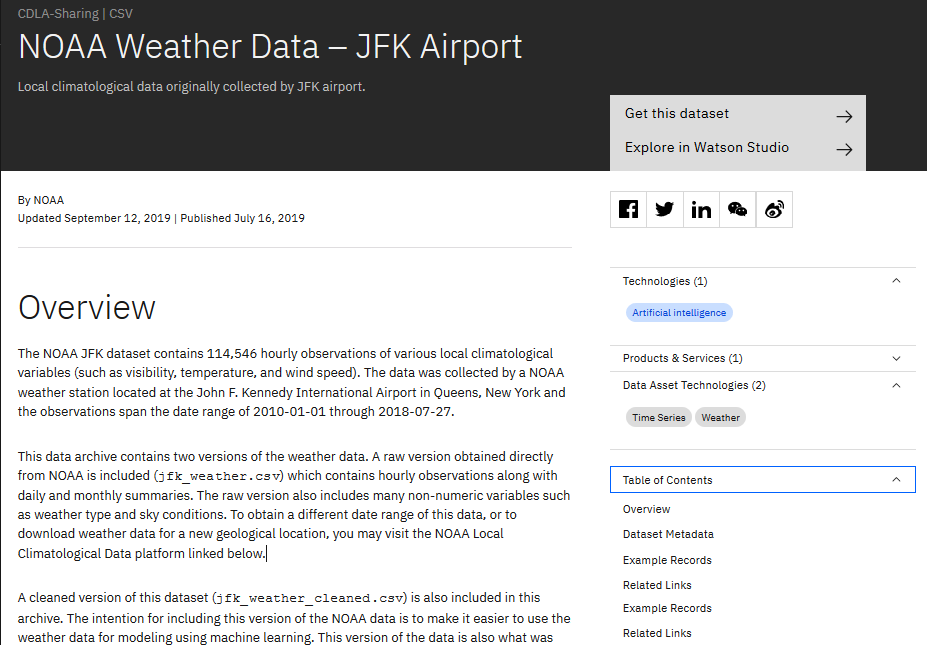 CDLA-Sharing | CSV
NOAA Weather Data – JFK Airport
Local climatological data originally collected by JFK airport.
Get this dataset
Explore in Watson Studio
By NOAA
Updated September 12, 2019 | Published July 16, 2019
Overview
The NOAA JFK dataset contains 114,546 hourly observations of various local climatological
variables (such as visibility, temperature, and wind speed). The data was collected by a NOAA
weather station located at the John F. Kennedy International Airport in Queens, New York and
the observations span the date range of 2010-01-01 through 2018-07-27.
This data archive contains two versions of the weather data. A raw version obtained directly
from NOAA is included (jfk_weather.csv) which contains hourly observations along with
daily and monthly summaries. The raw version also includes many non-numeric variables such
as weather type and sky conditions. To obtain a different date range of this data, or to
download weather data for a new geological location, you may visit the NOAA Local
Climatological Data platform linked below.
A cleaned version of this dataset (jfk_weather_cleaned.csv) is also included in this
archive. The intention for including this version of the NOAA data is to make it easier to use the
weather data for modeling using machine learning. This version of the data is also what was
Technologies (1)
Artificial intelligence
Products & Services (1)
Data Asset Technologies (2)
Time Series
Weather
Table of Contents
Overview
Dataset Metadata
Example Records
Related Links
Example Records
Related Links